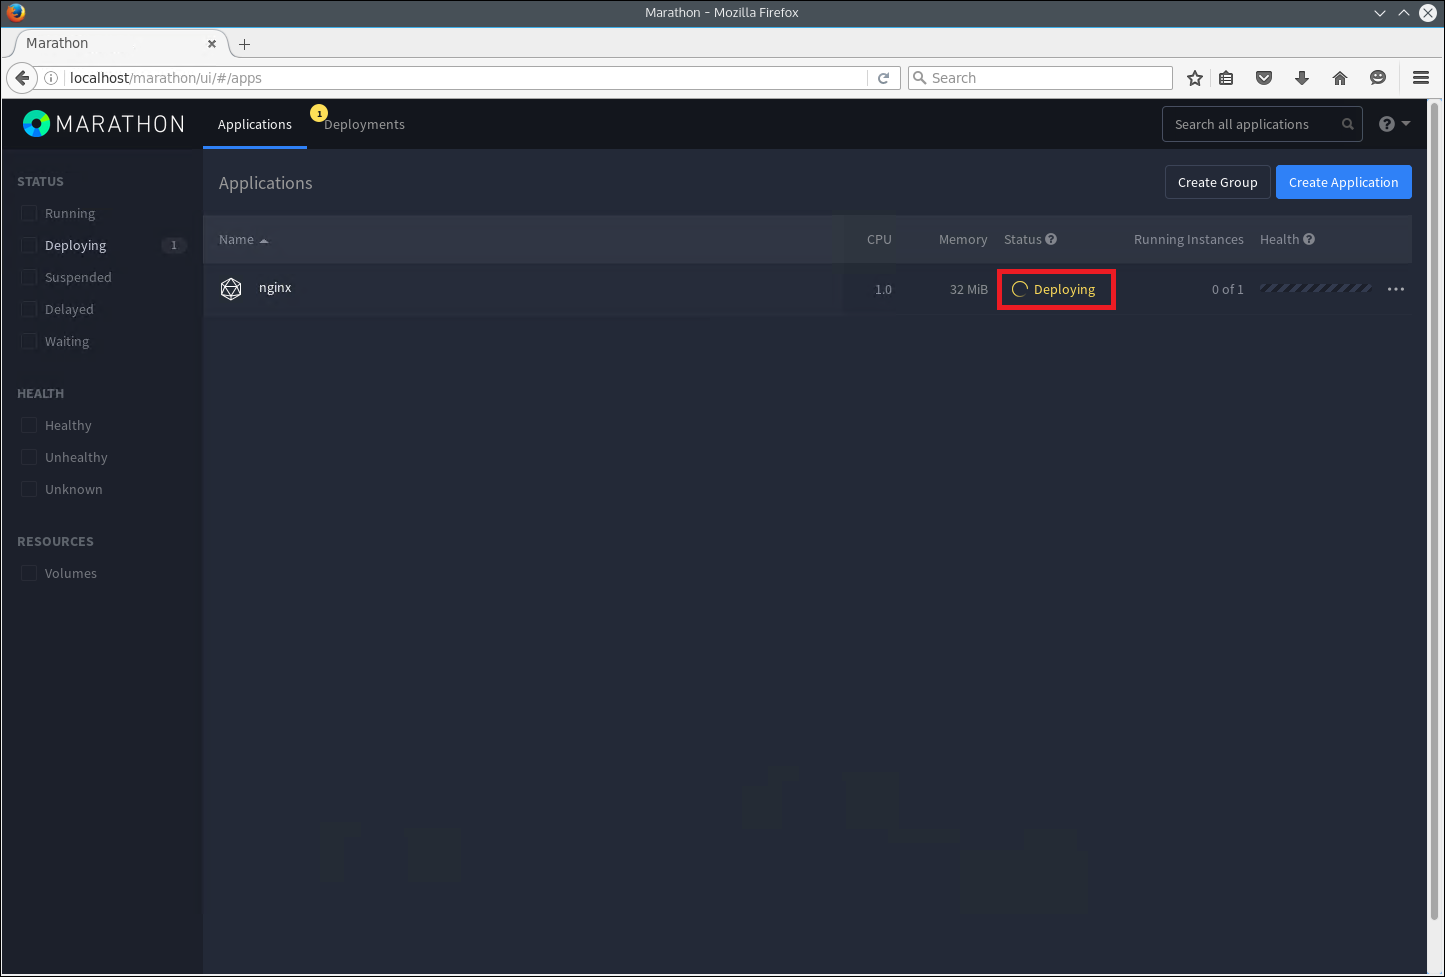 Marathon - Mozilla Firefox
Marathon
localhost/marathon/ui/#/apps
Search
MARATHON
Applications
1
Deployments
Search all applications
STATUS
Running
Deploying
1
Suspended
Delayed
Waiting
HEALTH
Healthy
Unhealthy
Unknown
RESOURCES
Volumes
Applications
Create Group
Create Application
Name CPU Memory Status Running Instances Health
nginx 1.0 32 MiB Deploying 0 of 1